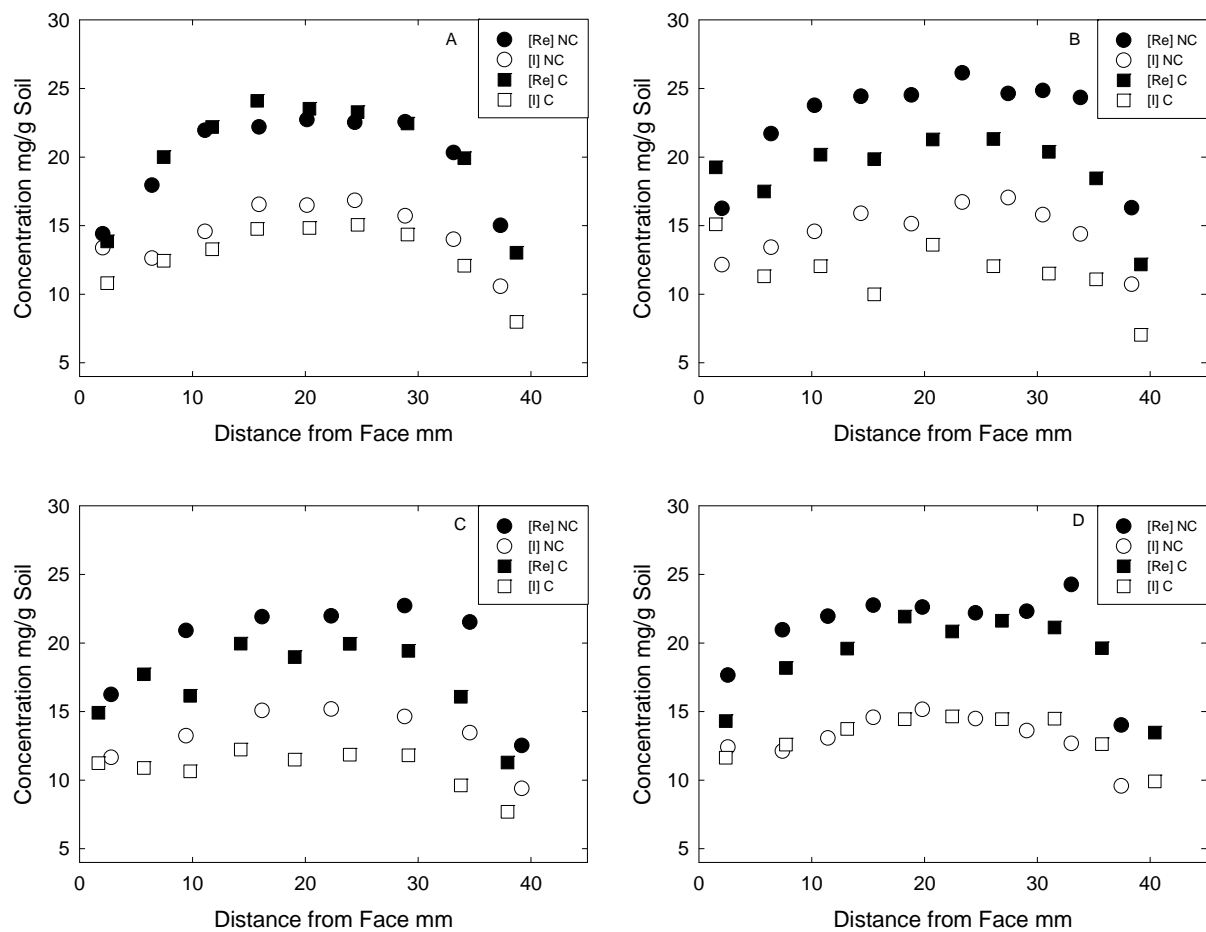 30
25
20
15
10
5
Concentration mg/g Soil
A
[Re] NC
[I] NC
[Re] C
[I] C
0 10 20 30 40
Distance from Face mm
30
25
20
15
10
5
Concentration mg/g Soil
B
[Re] NC
[I] NC
[Re] C
[I] C
0 10 20 30 40
Distance from Face mm
30
25
20
15
10
5
Concentration mg/g Soil
C
[Re] NC
[I] NC
[Re] C
[I] C
0 10 20 30 40
Distance from Face mm
30
25
20
15
10
5
Concentration mg/g Soil
D
[Re] NC
[I] NC
[Re] C
[I] C
0 10 20 30 40
Distance from Face mm